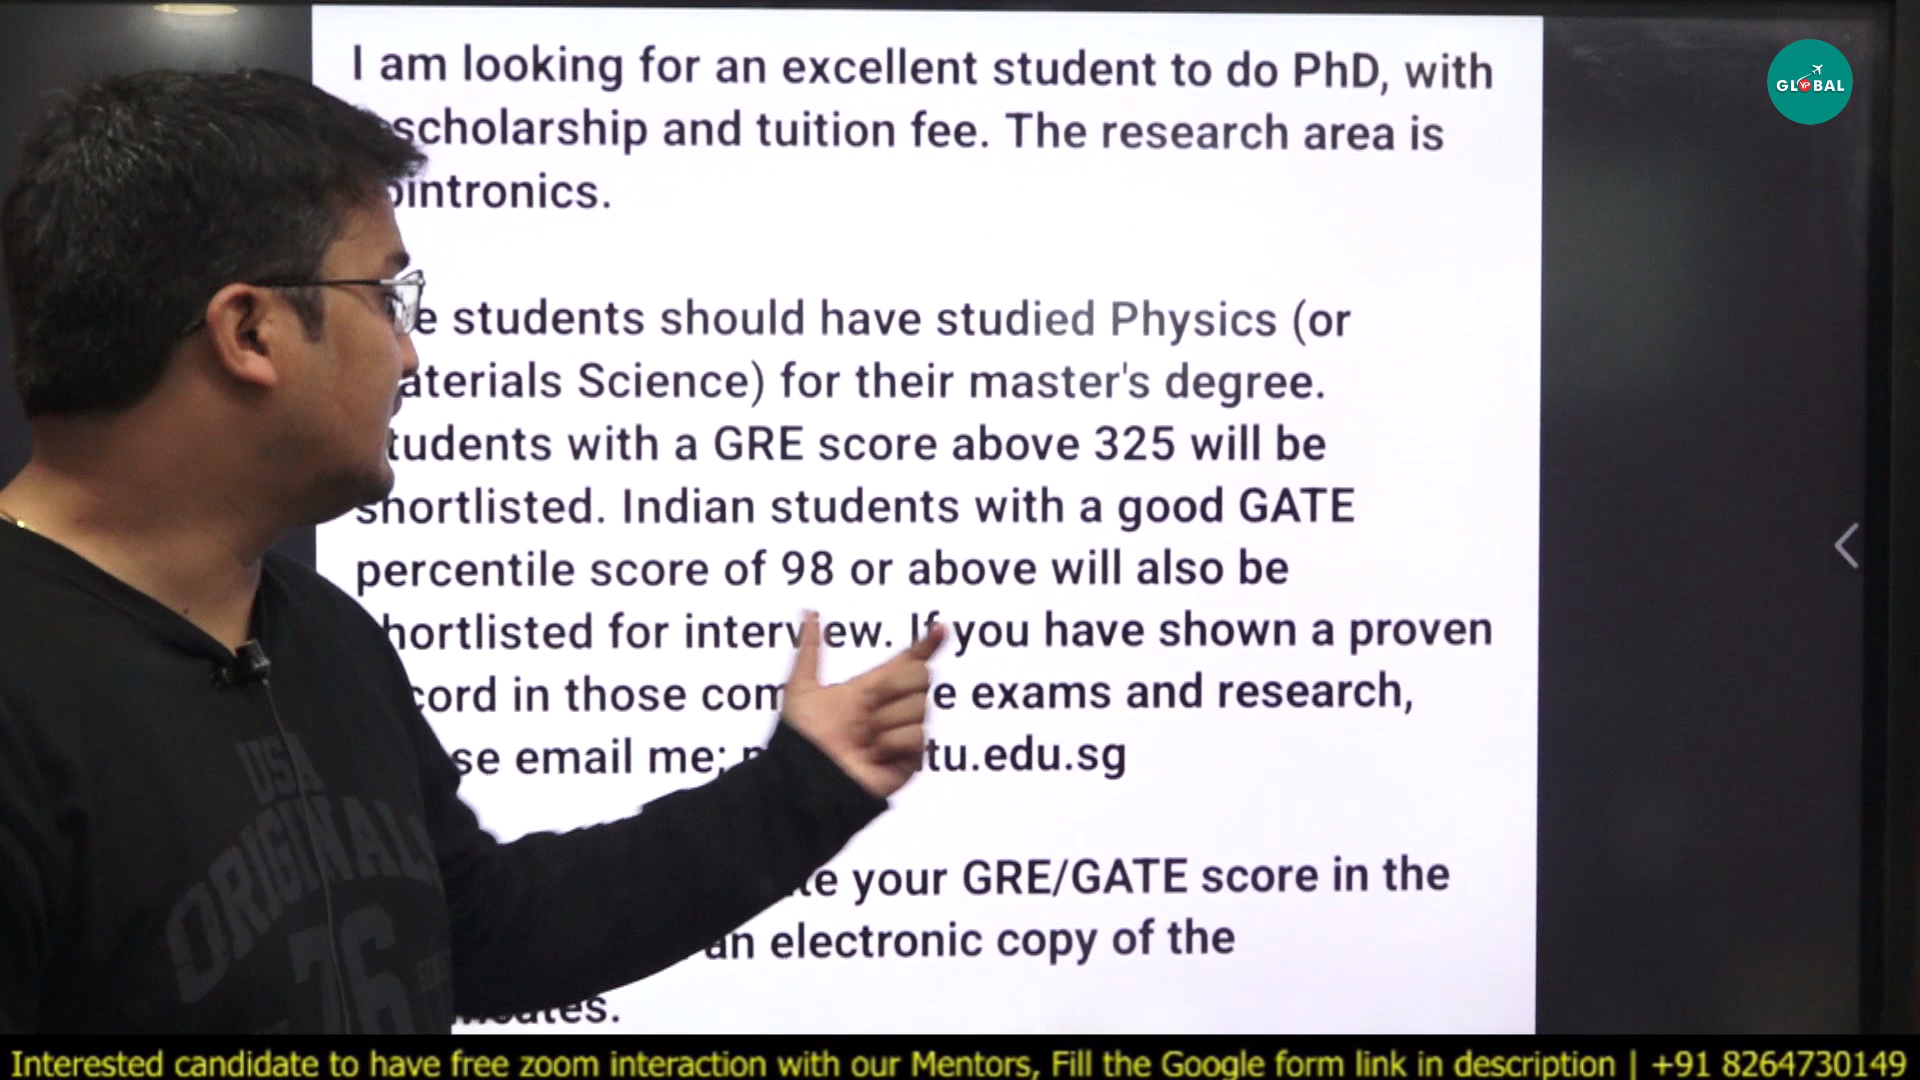 I am looking for an excellent student to do PhD, with
scholarship and tuition fee. The research area is
pintronics.
e students should have studied Physics (or
aterials Science) for their master's degree.
tudents with a GRE score above 325 will be
shortlisted. Indian students with a good GATE
percentile score of 98 or above will also be
hortlisted for interview. If you have shown a proven
cord in those com e exams and research,
se email me; tu.edu.sg
te your GRE/GATE score in the
an electronic copy of the
GLOBAL
USA
ORIGINAL
76
Interested candidate to have free zoom interaction with our Mentors, Fill the Google form link in description | +91 8264730149